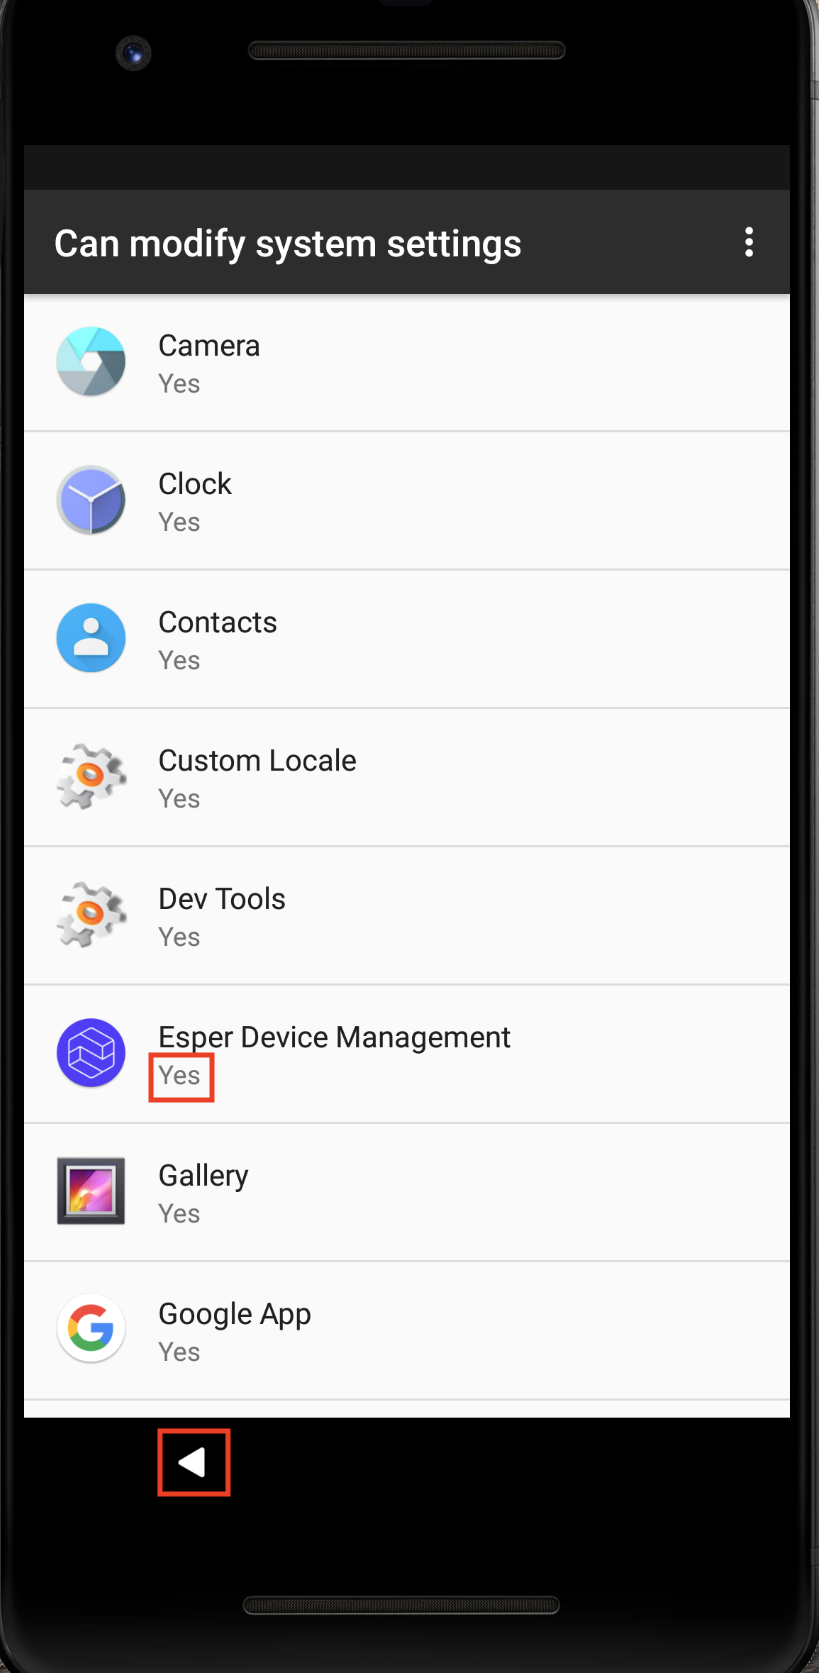 Can modify system settings
Camera
Yes
Clock
Yes
Contacts
Yes
Custom Locale
Yes
Dev Tools
Yes
Esper Device Management
Yes
Gallery
Yes
Google App
Yes